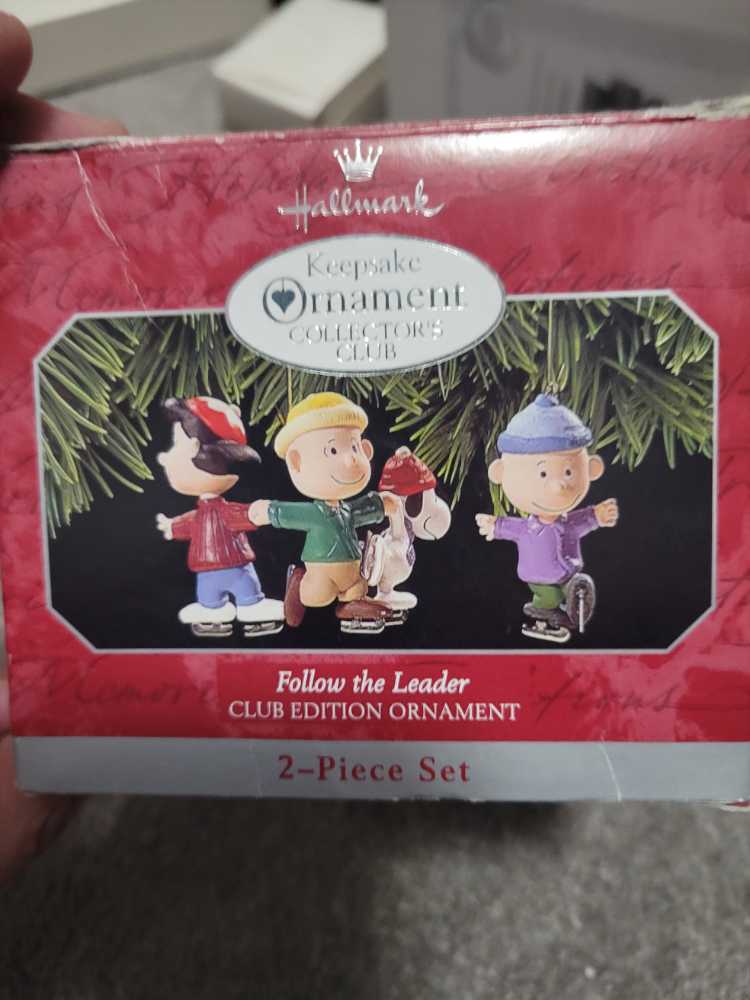 Hallmark
Keepsake
Ornament
COLLECTOR'S
CLUB
Follow the Leader
CLUB EDITION ORNAMENT
2-Piece Set